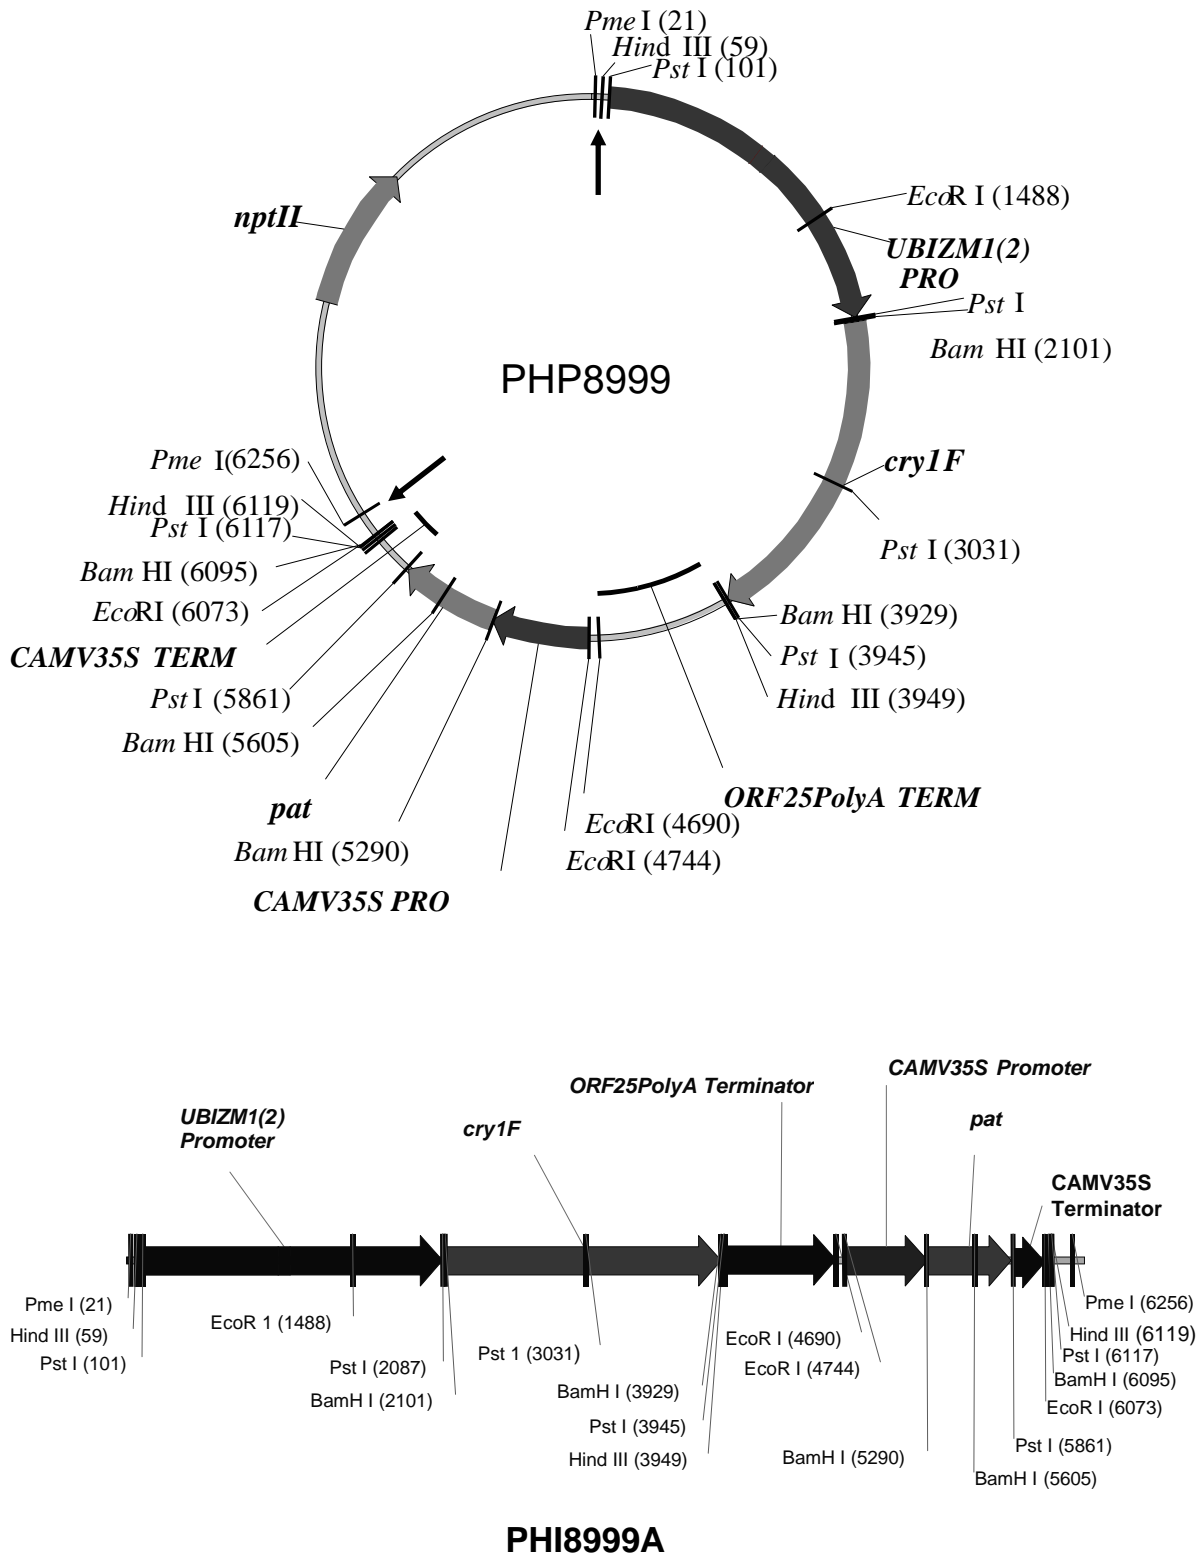 Pme I (21)
Hind III (59)
Pst I (101)
EcoR I (1488)
nptII
UBIZM1(2)
PRO
Pst I
Bam HI (2101)
PHP8999
Pme I(6256)
cry1F
Hind III (6119)
Pst I (6117)
Pst I (3031)
Bam HI (6095)
EcoRI (6073)
Bam HI (3929)
CAMV35S TERM
Pst I (3945)
Pst I (5861)
Hind III (3949)
Bam HI (5605)
ORF25PolyA TERM
pat
EcoRI (4690)
Bam HI (5290)
EcoRI (4744)
CAMV35S PRO
CAMV35S Promoter
ORF25PolyA Terminator
UBIZM1(2)
Promoter
cry1F
pat
CAMV35S
Terminator
Pme I (21)
Hind III (59)
Pst I (101)
EcoR 1 (1488)
Pst I (2087)
BamH I (2101)
Pst 1 (3031)
BamH I (3929)
Pst I (3945)
Hind III (3949)
EcoR I (4690)
EcoR I (4744)
BamH I (5290)
Pme I (6256)
Hind III (6119)
Pst I (6117)
BamH I (6095)
EcoR I (6073)
Pst I (5861)
BamH I (5605)
PHI8999A